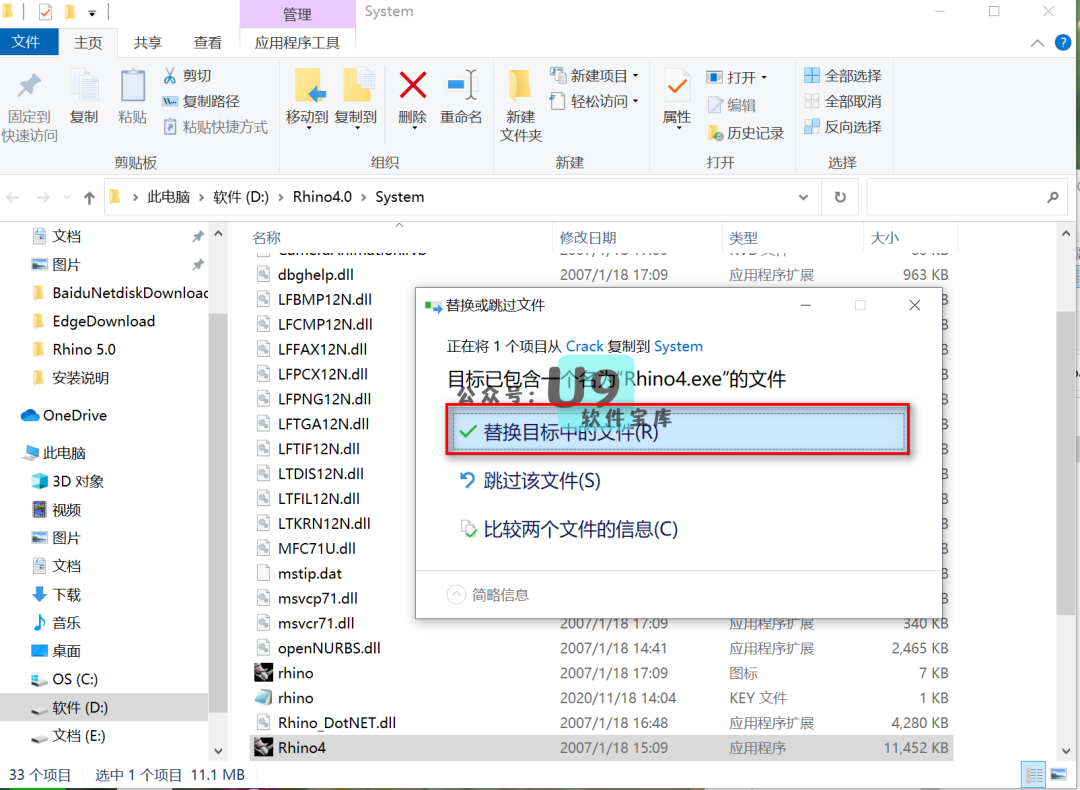 管理
System
文件
主页
共享
查看
应用程序工具
固定到
快速访问
复制
粘贴
剪切
复制路径
粘贴快捷方式
移动到
复制到
删除
重命名
新建
文件夹
新建项目
轻松访问
属性
打开
编辑
历史记录
全部选择
全部取消
反向选择
剪贴板
组织
新建
打开
选择
此电脑 > 软件 (D:) > Rhino4.0 > System
名称
修改日期
类型
大小
文档
图片
BaiduNetdiskDownload
EdgeDownload
Rhino 5.0
安装说明
OneDrive
此电脑
3D 对象
视频
图片
文档
下载
音乐
桌面
OS (C:)
软件 (D:)
文档 (E:)
dbghelp.dll 2007/1/18 17:09 应用程序扩展 963 KB
LFBMP12N.dll
LFCMP12N.dll
LFFAX12N.dll
LFPCX12N.dll
LFPNG12N.dll
LFTGA12N.dll
LFTIF12N.dll
LTDIS12N.dll
LTFIL12N.dll
LTKRN12N.dll
MFC71U.dll
mstip.dat
msvcp71.dll
msvcr71.dll 2007/1/18 17:09 应用程序扩展 340 KB
openNURBS.dll 2007/1/18 14:41 应用程序扩展 2,465 KB
rhino 2007/1/18 17:09 图标 7 KB
rhino 2020/11/18 14:04 KEY 文件 1 KB
Rhino_DotNET.dll 2007/1/18 16:48 应用程序扩展 4,280 KB
Rhino4 2007/1/18 15:09 应用程序 11,452 KB
替换或跳过文件
正在将 1 个项目从 Crack 复制到 System
目标已包含一个名为"Rhino4.exe"的文件
公众号：U9
软件宝库
替换目标中的文件(R)
跳过该文件(S)
比较两个文件的信息(C)
简略信息
33 个项目 选中 1 个项目 11.1 MB